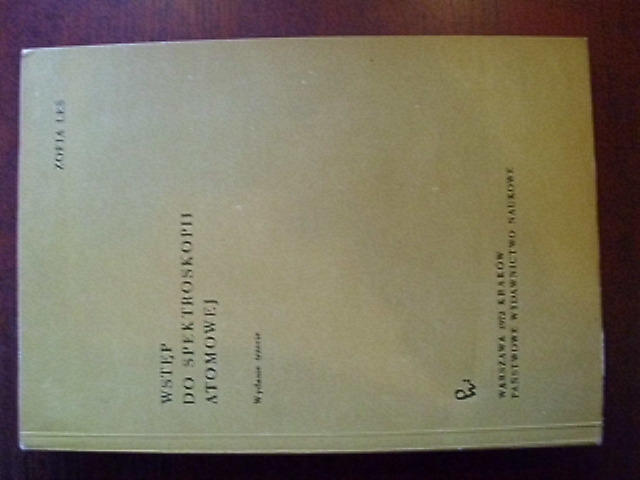 ZOFIA LEŚ
WSTĘP
DO SPEKTROSKOPII
ATOMOWEJ
Wydanie trzecie
WARSZAWA 1972 KRAKÓW
PAŃSTWOWE WYDAWNICTWO NAUKOWE